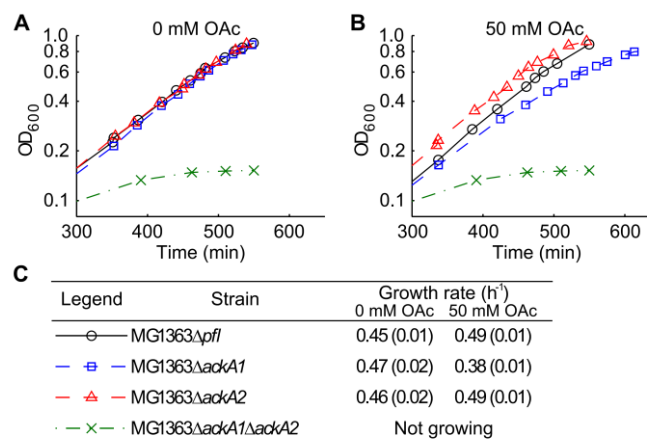 A
0 mM OAc
B
50 mM OAc
OD600
1.0
0.8
0.6
0.4
0.2
0.1
300 400 500 600
Time (min)
OD600
1.0
0.8
0.6
0.4
0.2
0.1
300 400 500 600
Time (min)
C
Legend Strain Growth rate (h-1)
0 mM OAc 50 mM OAc
MG1363Δpfl 0.45 (0.01) 0.49 (0.01)
MG1363ΔackA1 0.47 (0.02) 0.38 (0.01)
MG1363ΔackA2 0.46 (0.02) 0.49 (0.01)
MG1363ΔackA1ΔackA2 Not growing